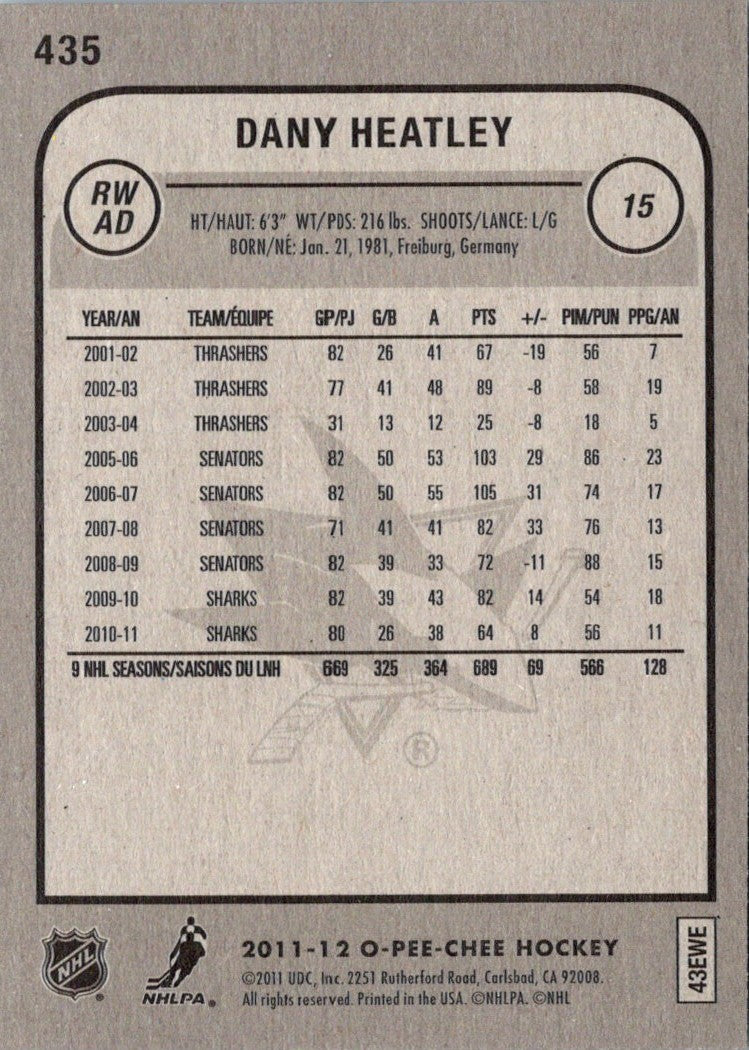 435
DANY HEATLEY
RW
AD
15
HT/HAUT: 6'3" WT/PDS: 216 lbs. SHOOTS/LANCE: L/G
BORN/NÉ: Jan. 21, 1981, Freiburg, Germany
YEAR/AN TEAM/ÉQUIPE GP/PJ G/B A PTS +/- PIM/PUN PPG/AN
2001-02 THRASHERS 82 26 41 67 -19 56 7
2002-03 THRASHERS 77 41 48 89 -8 58 19
2003-04 THRASHERS 31 13 12 25 -8 18 5
2005-06 SENATORS 82 50 53 103 29 86 23
2006-07 SENATORS 82 50 55 105 31 74 17
2007-08 SENATORS 71 41 41 82 33 76 13
2008-09 SENATORS 82 39 33 72 -11 88 15
2009-10 SHARKS 82 39 43 82 14 54 18
2010-11 SHARKS 80 26 38 64 8 56 11
9 NHL SEASONS/SAISONS DU LNH 669 325 364 689 69 566 128
®
NHL ®
NHLPA ®
2011-12 O-PEE-CHEE HOCKEY
©2011 UDC, Inc. 2251 Rutherford Road, Carlsbad, CA 92008.
All rights reserved. Printed in the USA. ©NHLPA. ©NHL
43EWE